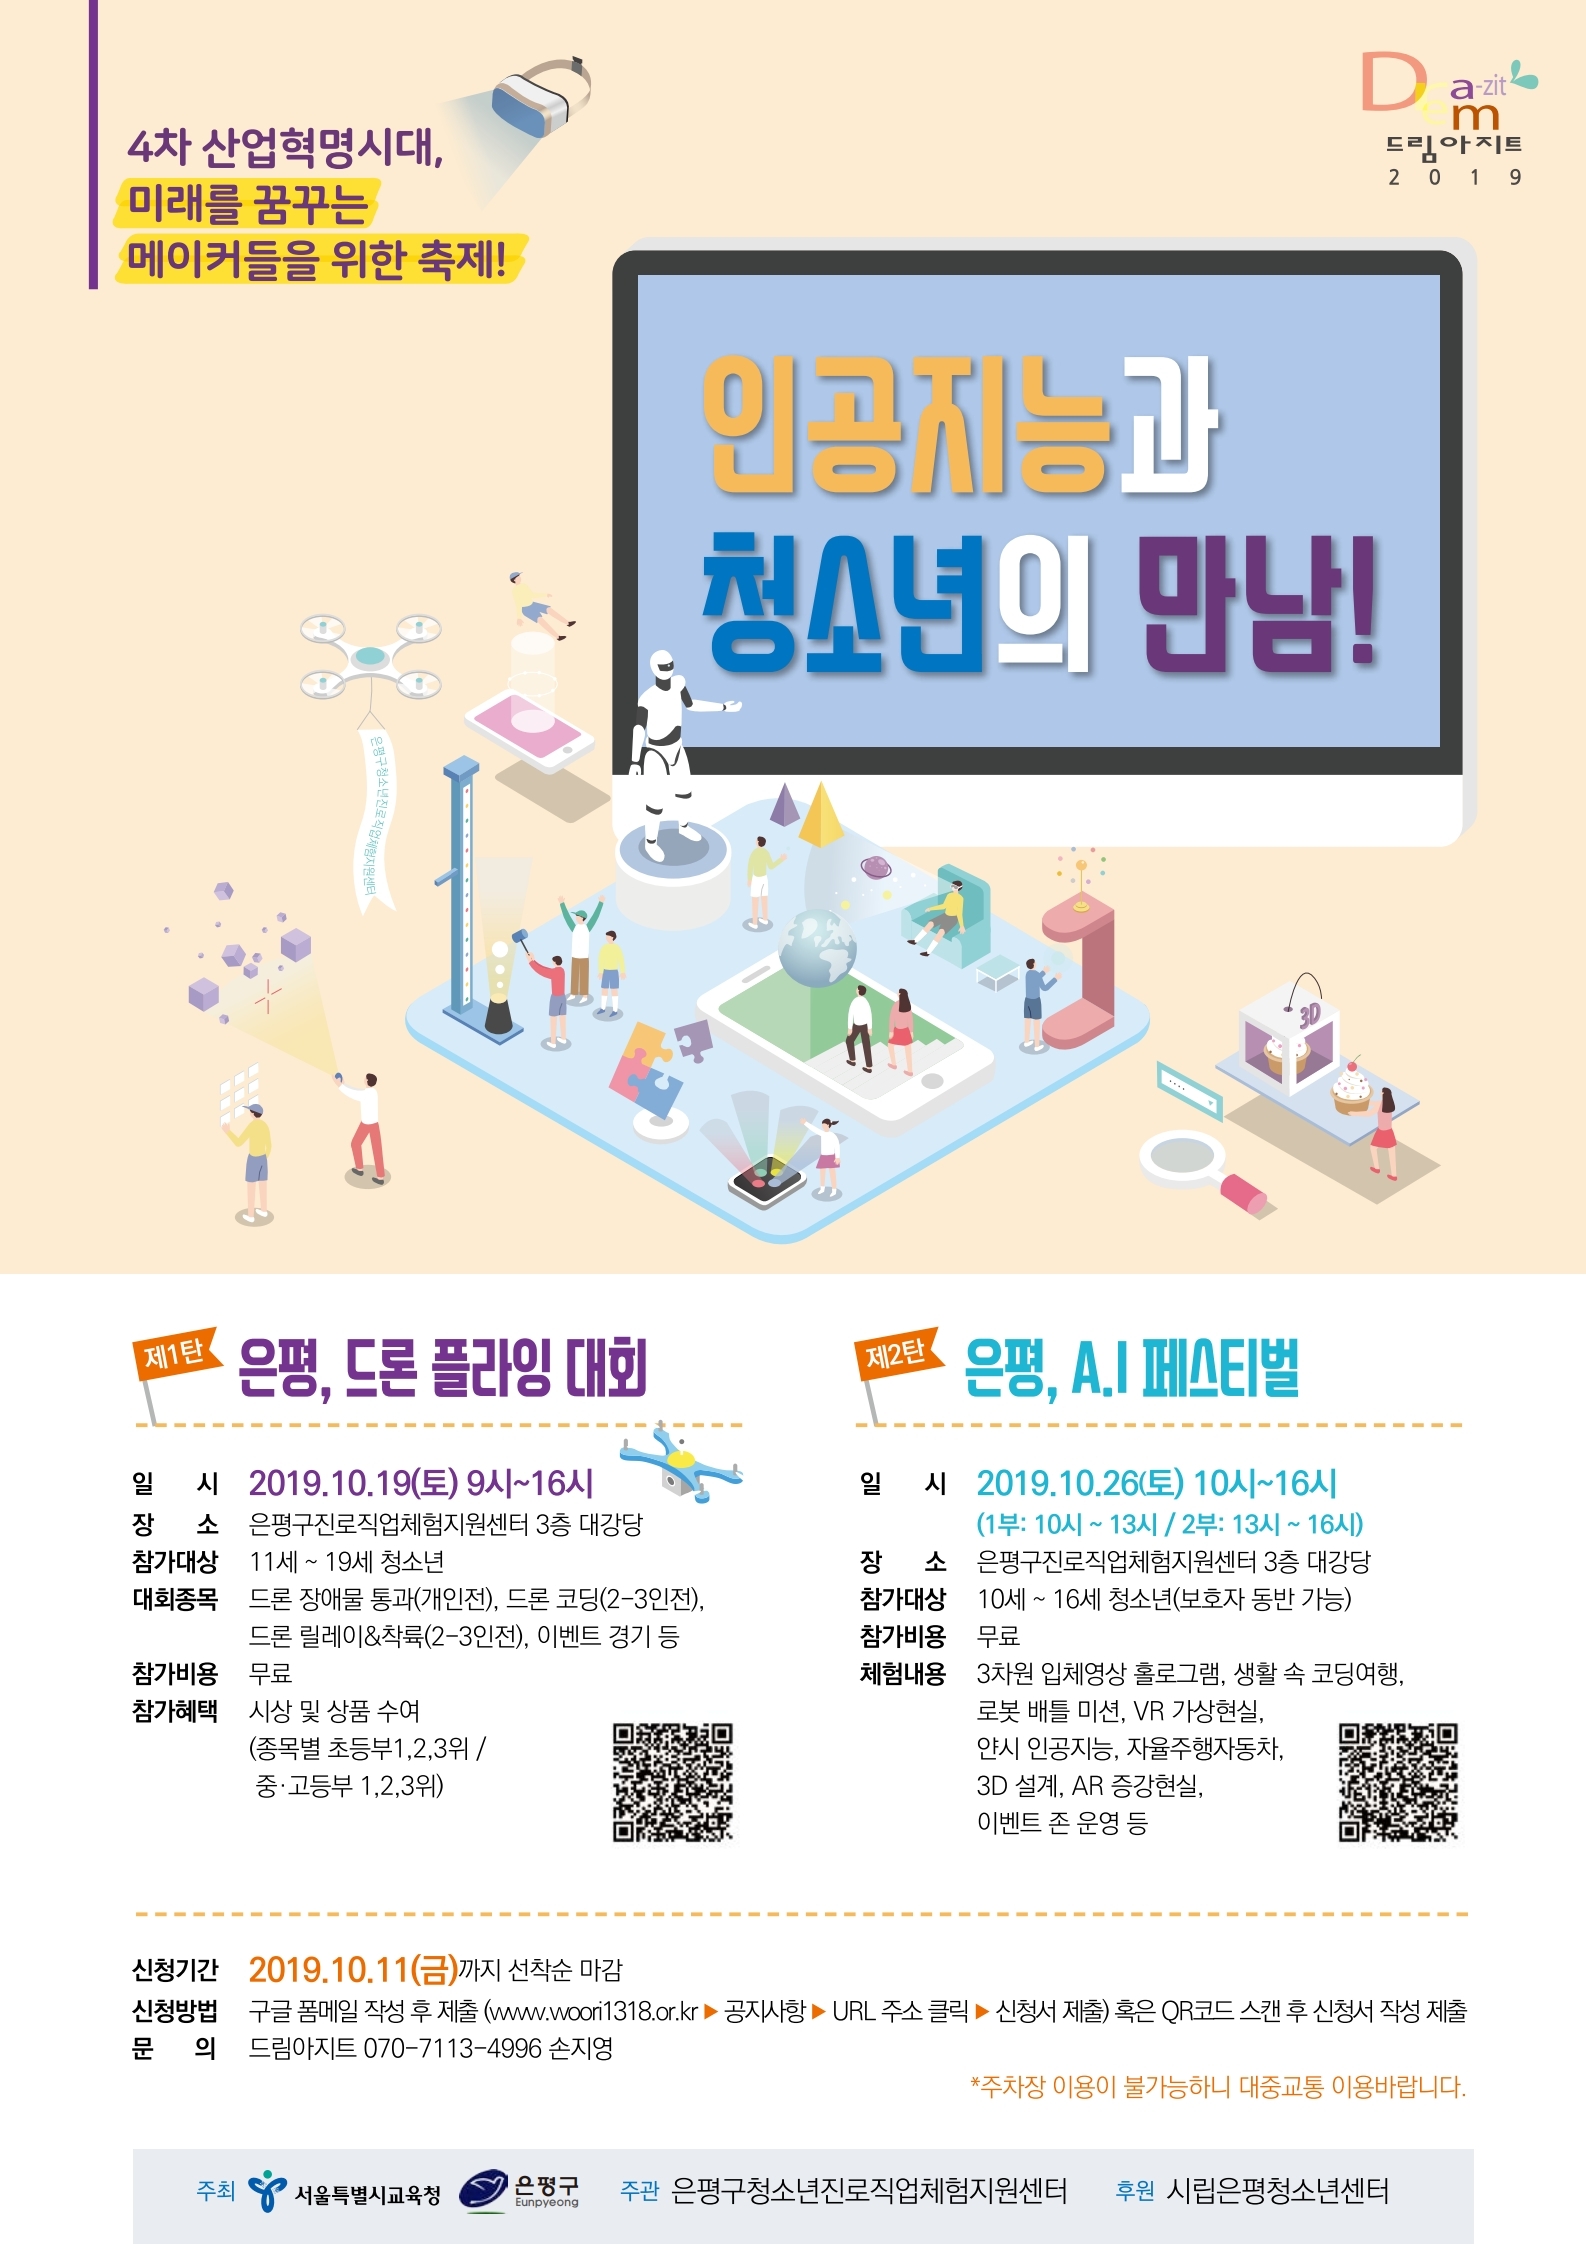 4차 산업혁명시대,
미래를 꿈꾸는
메이커들을 위한 축제!
Dream a-zit
드림아지트
2019
인공지능과
청소년의 만남!
은평구청소년진로직업체험지원센터
3D
제1탄 은평, 드론 플라잉 대회
일 시 2019.10.19(토) 9시~16시
장 소 은평구진로직업체험지원센터 3층 대강당
참가대상 11세 ~ 19세 청소년
대회종목 드론 장애물 통과(개인전), 드론 코딩(2-3인전),
드론 릴레이&착륙(2-3인전), 이벤트 경기 등
참가비용 무료
참가혜택 시상 및 상품 수여
(종목별 초등부1,2,3위 /
중·고등부 1,2,3위)
제2탄 은평, A.I 페스티벌
일 시 2019.10.26(토) 10시~16시
(1부: 10시 ~ 13시 / 2부: 13시 ~ 16시)
장 소 은평구진로직업체험지원센터 3층 대강당
참가대상 10세 ~ 16세 청소년(보호자 동반 가능)
참가비용 무료
체험내용 3차원 입체영상 홀로그램, 생활 속 코딩여행,
로봇 배틀 미션, VR 가상현실,
얀시 인공지능, 자율주행자동차,
3D 설계, AR 증강현실,
이벤트 존 운영 등
신청기간 2019.10.11(금)까지 선착순 마감
신청방법 구글 폼메일 작성 후 제출 (www.woori1318.or.kr ▶ 공지사항 ▶ URL 주소 클릭 ▶ 신청서 제출) 혹은 QR코드 스캔 후 신청서 작성 제출
문 의 드림아지트 070-7113-4996 손지영
*주차장 이용이 불가능하니 대중교통 이용바랍니다.
주최 서울특별시교육청 은평구 Eunpyeong 주관 은평구청소년진로직업체험지원센터 후원 시립은평청소년센터